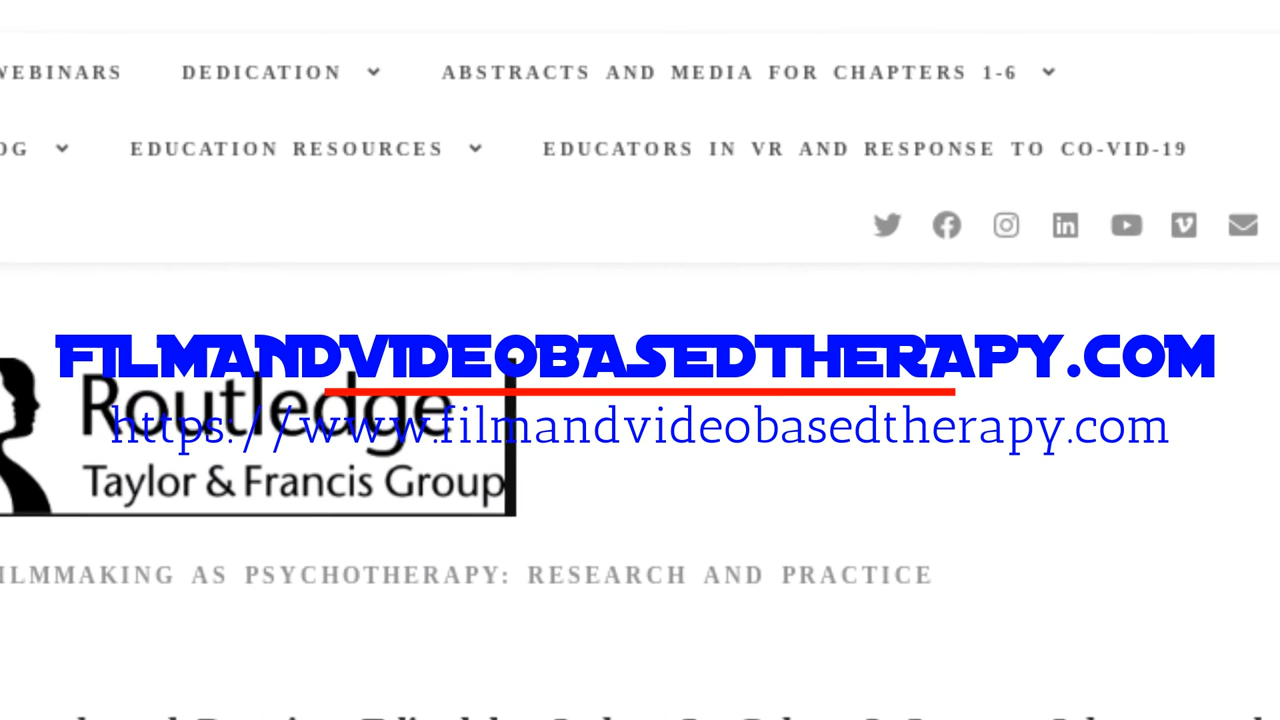 WEBINARS DEDICATION ABSTRACTS AND MEDIA FOR CHAPTERS 1-6
EDUCATION RESOURCES EDUCATORS IN VR AND RESPONSE TO CO-VID-19
FILMANDVIDEOBASEDTHERAPY.COM
Routledge
https://www.filmandvideobasedtherapy.com
Taylor & Francis Group
ILMMAKING AS PSYCHOTHERAPY: RESEARCH AND PRACTICE